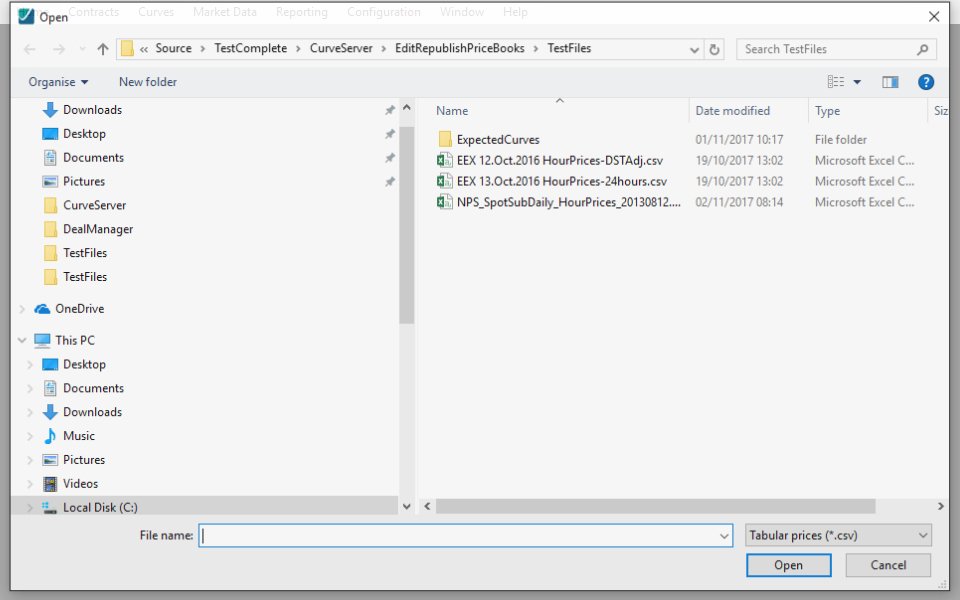 Contracts Curves Market Data Reporting Configuration Window Help
Open
« Source > TestComplete > CurveServer > EditRepublishPriceBooks > TestFiles
Search TestFiles
Organise New folder
Downloads
Desktop
Documents
Pictures
CurveServer
DealManager
TestFiles
TestFiles
OneDrive
This PC
Desktop
Documents
Downloads
Music
Pictures
Videos
Local Disk (C:)
Name Date modified Type Siz
ExpectedCurves 01/11/2017 10:17 File folder
EEX 12.Oct.2016 HourPrices-DSTAdj.csv 19/10/2017 13:02 Microsoft Excel C...
EEX 13.Oct.2016 HourPrices-24hours.csv 19/10/2017 13:02 Microsoft Excel C...
NPS_SpotSubDaily_HourPrices_20130812.... 02/11/2017 08:14 Microsoft Excel C...
File name: Tabular prices (*.csv)
Open Cancel